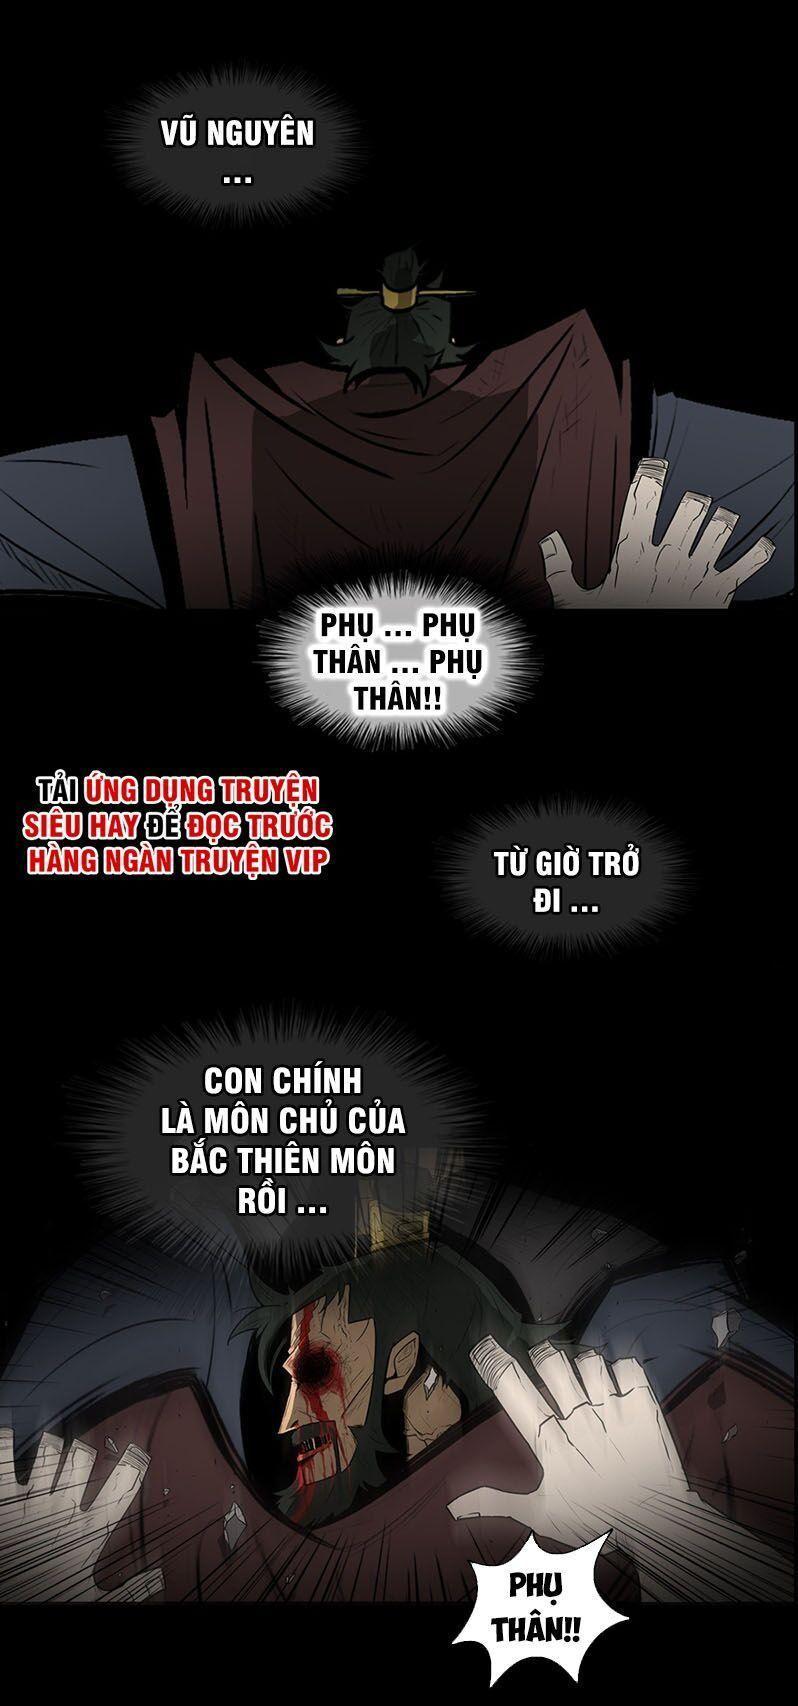 VŨ NGUYÊN
...
PHỤ ... PHỤ
THÂN ... PHỤ
THÂN!!
TẢI ỨNG DỤNG TRUYỆN
SIÊU HAY ĐỂ ĐỌC TRƯỚC
HÀNG NGÀN TRUYỆN VIP
TỪ GIỜ TRỞ
ĐI ...
CON CHÍNH
LÀ MÔN CHỦ CỦA
BẮC THIÊN MÔN
RỒI ...
PHỤ
THÂN!!